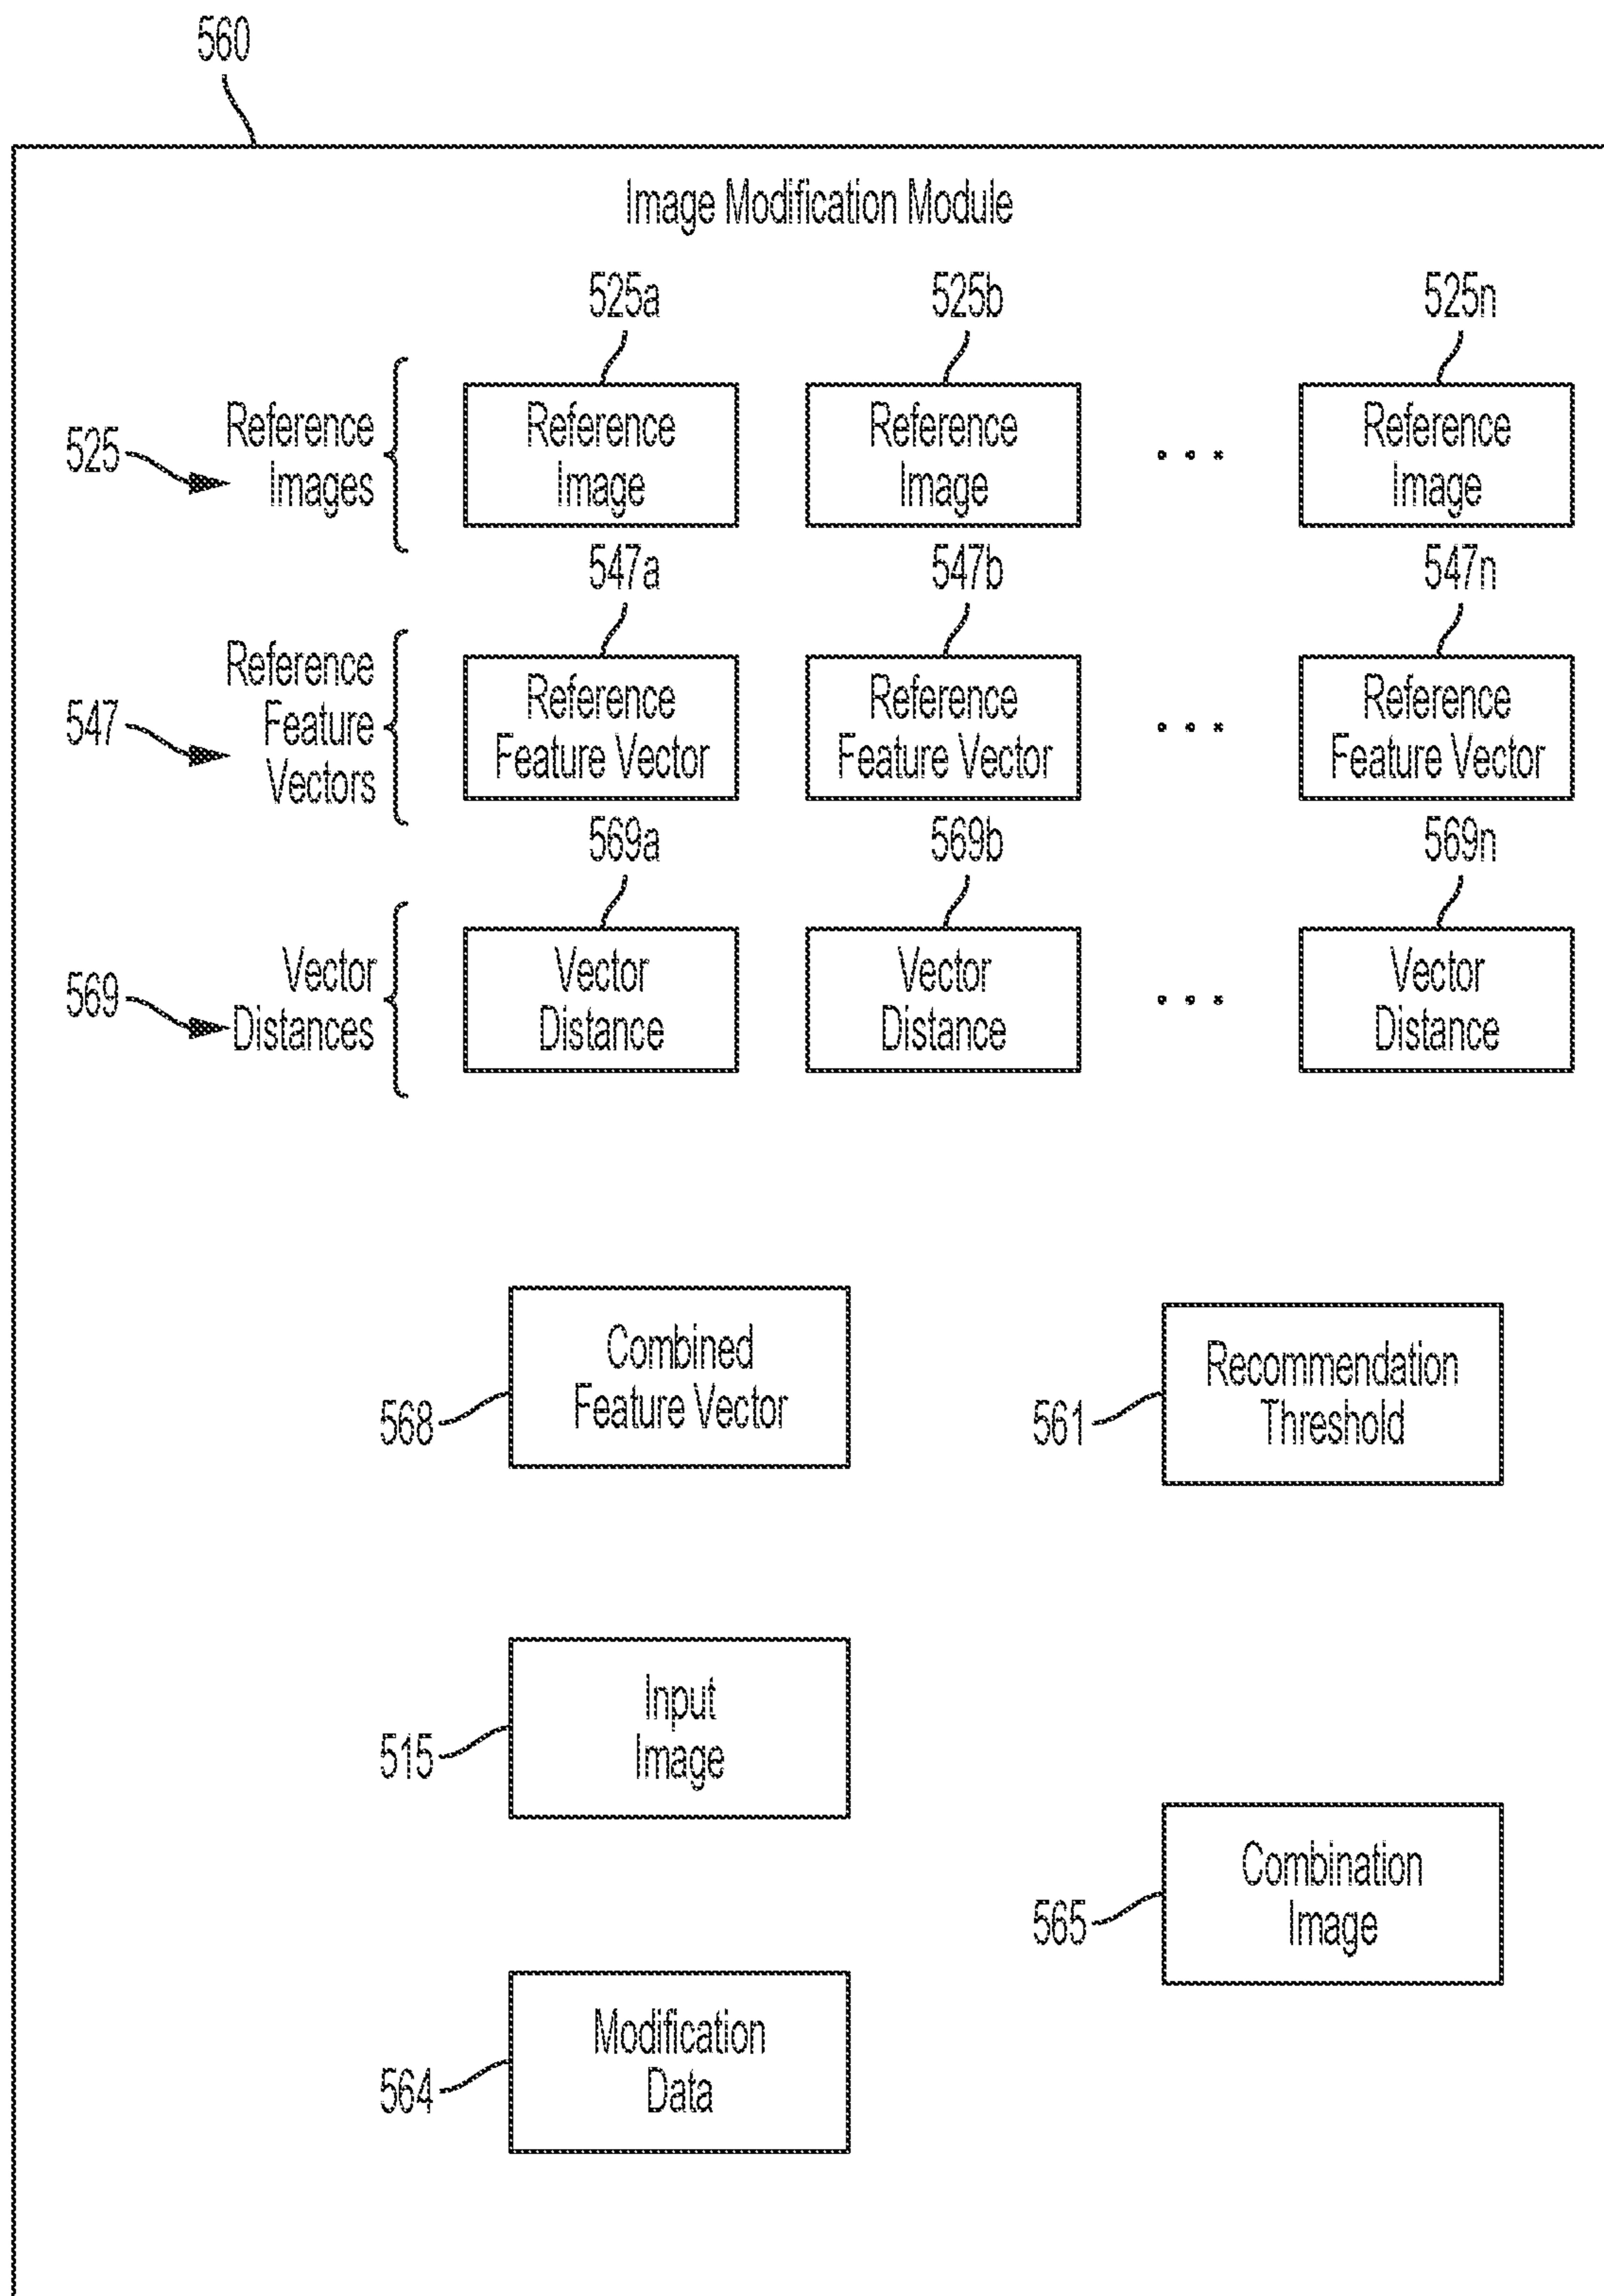 560
Image Modification Module
525a 525b 525n
525
Reference
Images
Reference
Image
Reference
Image
Reference
Image
547a 547b 547n
547
Reference
Feature
Vectors
Reference
Feature Vector
Reference
Feature Vector
Reference
Feature Vector
569a 569b 569n
569
Vector
Distances
Vector
Distance
Vector
Distance
Vector
Distance
568
Combined
Feature Vector
561
Recommendation
Threshold
515
Input
Image
565
Combination
Image
564
Modification
Data